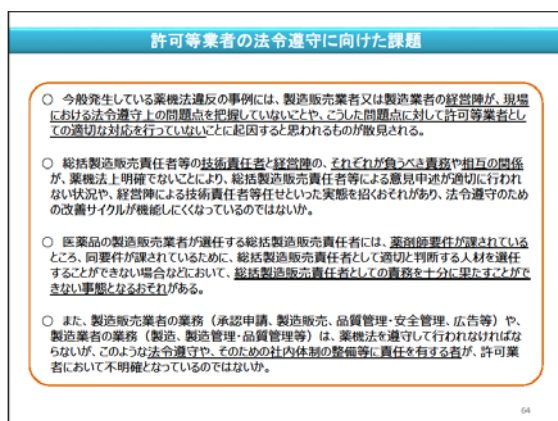 許可等業者の法令遵守に向けた課題
○ 今般発生している薬機法違反の事例には、製造販売業者又は製造業者の経営陣が、現場
における法令遵守上の問題点を把握していないことや、こうした問題点に対して許可等業者とし
ての適切な対応を行っていないことに起因すると思われるものが散見される。
○ 総括製造販売責任者等の技術責任者と経営陣の、それぞれが負うべき責務や相互の関係
が、薬機法上明確でないことにより、総括製造販売責任者等による意見申述が適切に行われ
ない状況や、経営陣による技術責任者等任せといった実態を招くおそれがあり、法令遵守のため
の改善サイクルが機能しにくくなっているのではないか。
○ 医薬品の製造販売業者が選任する総括製造販売責任者には、薬剤師要件が課されている
ところ、同要件が課されているために、総括製造販売責任者として適切と判断する人材を選任
することができない場合などにおいて、総括製造販売責任者としての責務を十分に果たすことがで
きない事態となるおそれがある。
○ また、製造販売業者の業務（承認申請、製造販売、品質管理・安全管理、広告等）や、
製造業者の業務（製造、製造管理・品質管理等）は、薬機法を遵守して行われなければな
らないが、このような法令遵守や、そのための社内体制の整備等に責任を有する者が、許可業
者において不明確となっているのではないか。
64